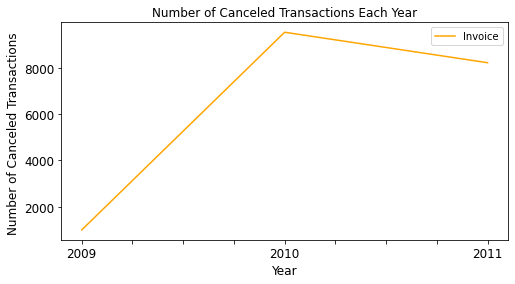 Number of Canceled Transactions Each Year
Invoice
Number of Canceled Transactions
8000
6000
4000
2000
2009
2010
2011
Year